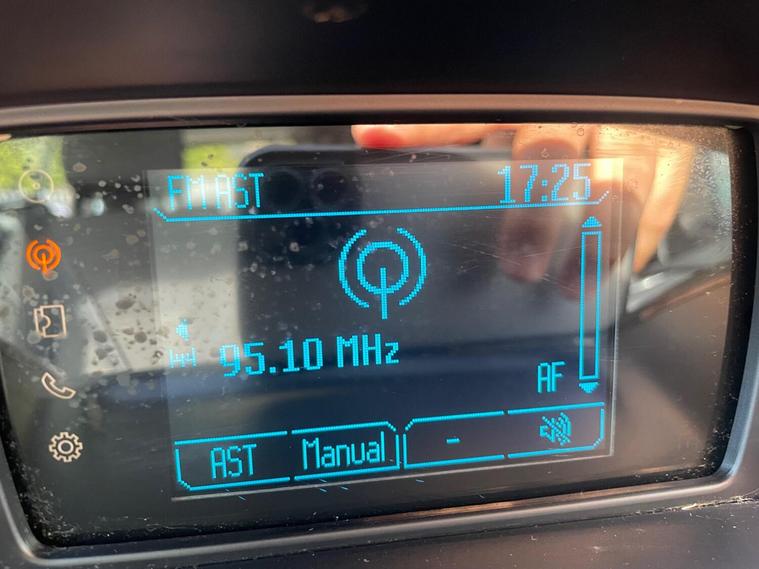 FM AST 17:25
95.10 MHz
AF
AST Manual -